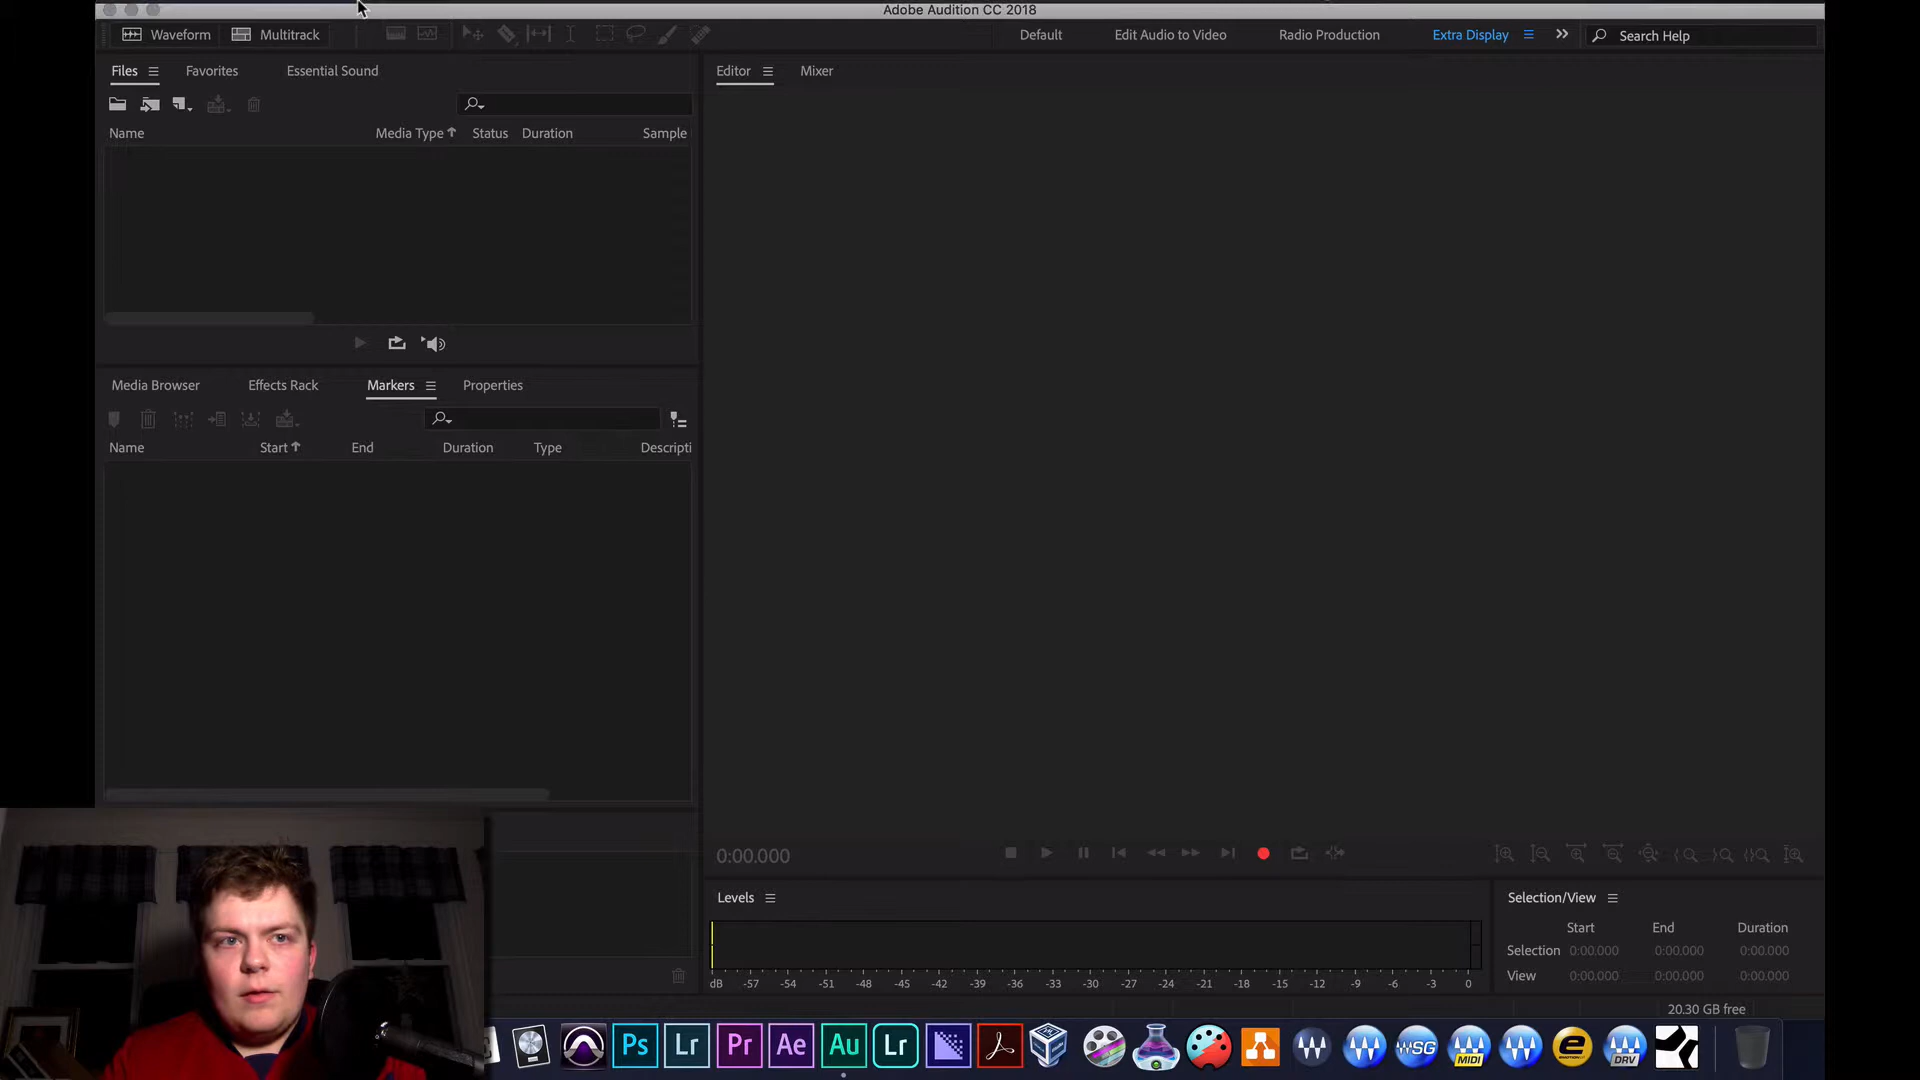 Adobe Audition CC 2018
Waveform
Multitrack
Default
Edit Audio to Video
Radio Production
Extra Display
Search Help
Files
Favorites
Essential Sound
Name
Media Type
Status
Duration
Sample
Media Browser
Effects Rack
Markers
Properties
Name
Start
End
Duration
Type
Descripti
Editor
Mixer
0:00.000
Levels
dB -57 -54 -51 -48 -45 -42 -39 -36 -33 -30 -27 -24 -21 -18 -15 -12 -9 -6 -3 0
Selection/View
Start End Duration
Selection 0:00.000 0:00.000 0:00.000
View 0:00.000 0:00.000 0:00.000
20.30 GB free
Ps
Lr
Pr
Ae
Au
Lr
W
W
WSG
MIDI
W
e
DRV